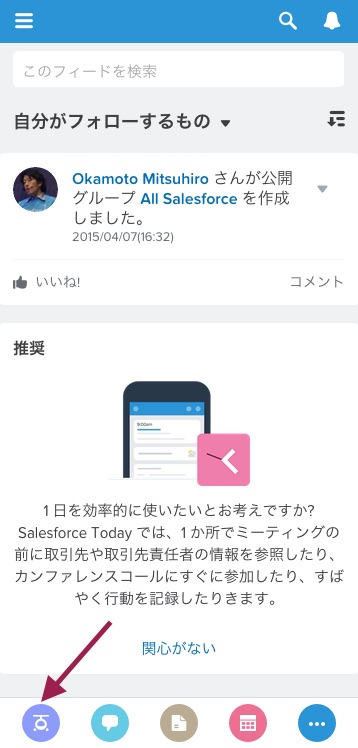 このフィードを検索
自分がフォローするもの
Okamoto Mitsuhiro さんが公開
グループ All Salesforce を作成
しました。
2015/04/07(16:32)
いいね!
コメント
推奨
9:00am
1 日を効率的に使いたいとお考えですか?
Salesforce Today では、1 か所でミーティングの
前に取引先や取引先責任者の情報を参照したり、
カンファレンスコールにすぐに参加したり、すば
やく行動を記録したりきます。
関心がない